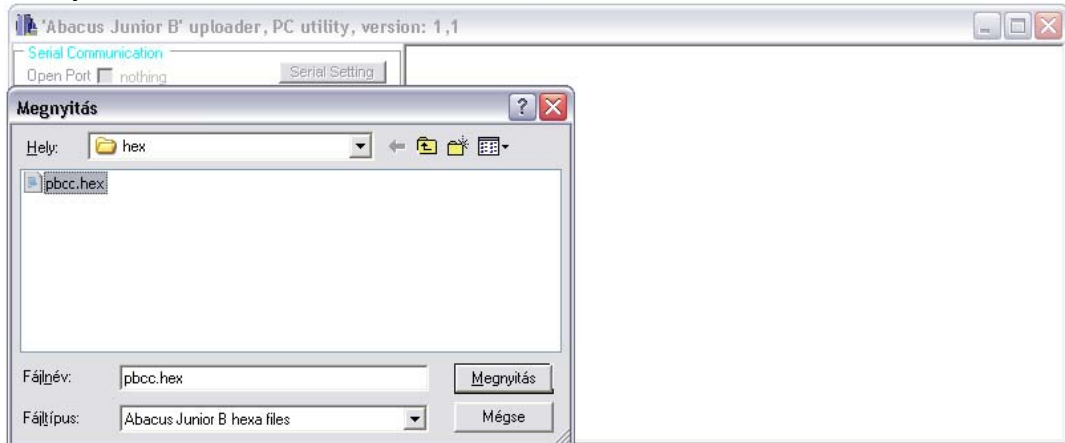 'Abacus Junior B' uploader, PC utility, version: 1,1
Serial Communication
Open Port nothing Serial Setting
Megnyitás
Hely: hex
pbcc.hex
Fájlnév: pbcc.hex Megnyitás
Fájltípus: Abacus Junior B hexa files Mégse